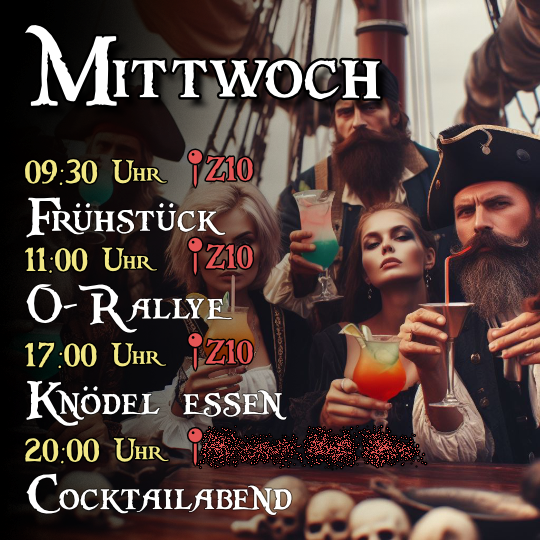 Mittwoch
09:30 Uhr Z10
Frühstück
11:00 Uhr Z10
O-Rallye
17:00 Uhr Z10
Knödel essen
20:00 Uhr
Cocktailabend